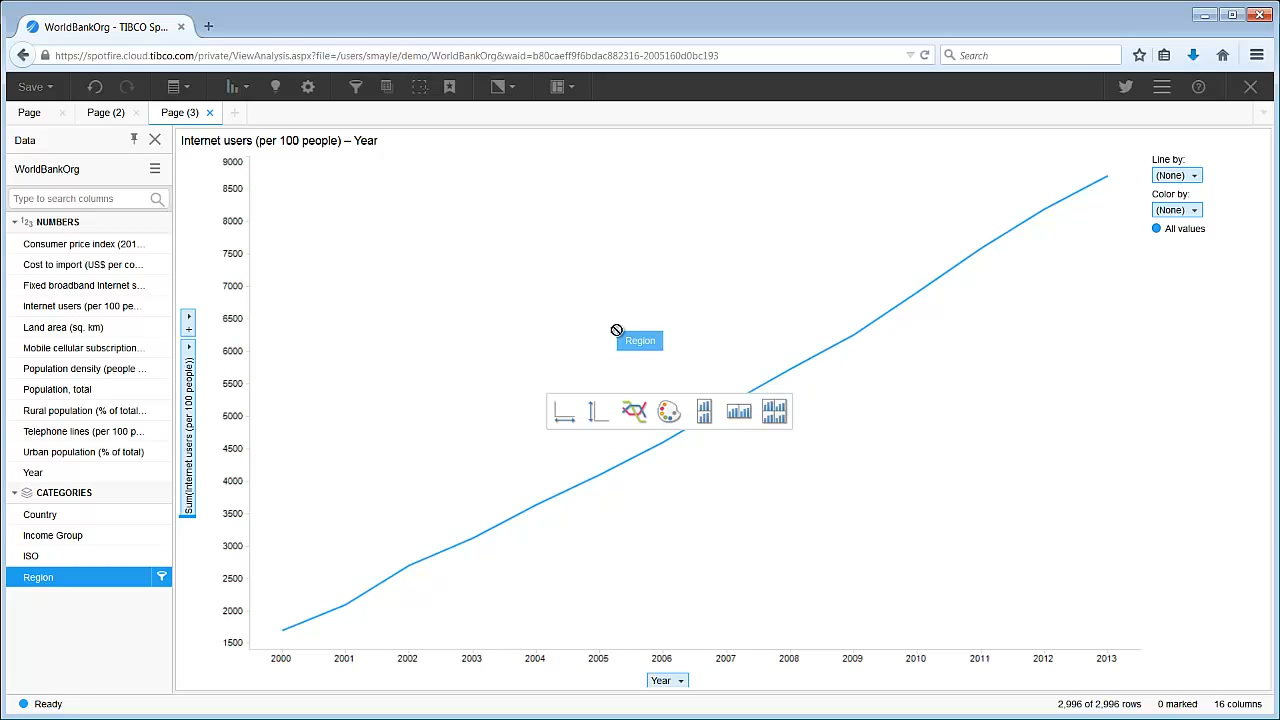 WorldBankOrg - TIBCO Sp...
https://spotfire.cloud.tibco.com/private/ViewAnalysis.aspx?file=/users/smayle/demo/WorldBankOrg&waid=b80caeff9f6bdac882316-2005160d0bc193
Search
Save
Page
Page (2)
Page (3)
Data
WorldBankOrg
Type to search columns
123 NUMBERS
Consumer price index (201...
Cost to import (US$ per co...
Fixed broadband Internet s...
Internet users (per 100 pe...
Land area (sq. km)
Mobile cellular subscription...
Population density (people ...
Population, total
Rural population (% of total...
Telephone lines (per 100 p...
Urban population (% of total)
Year
CATEGORIES
Country
Income Group
ISO
Region
Internet users (per 100 people) – Year
9000
8500
8000
7500
7000
6500
6000
5500
5000
4500
4000
3500
3000
2500
2000
1500
Sum(Internet users (per 100 people))
+
Region
2000 2001 2002 2003 2004 2005 2006 2007 2008 2009 2010 2011 2012 2013
Year
Line by:
(None)
Color by:
(None)
All values
Ready
2,996 of 2,996 rows
0 marked
16 columns